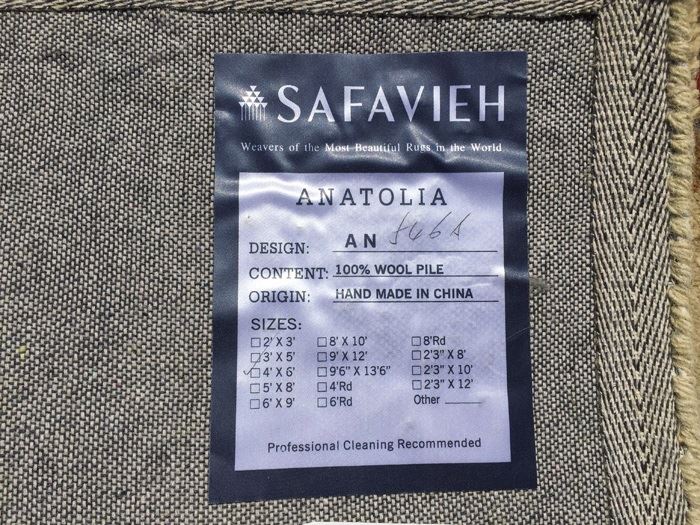 SAFAVIEH
Weavers of the Most Beautiful Rugs in the World
ANATOLIA
DESIGN: AN
CONTENT: 100% WOOL PILE
ORIGIN: HAND MADE IN CHINA
SIZES:
☐ 2' X 3' ☐ 8' X 10' ☐ 8'Rd
☐ 3' X 5' ☐ 9' X 12' ☐ 2'3" X 8'
☐ 4' X 6' ☐ 9'6" X 13'6" ☐ 2'3" X 10'
☐ 5' X 8' ☐ 4'Rd ☐ 2'3" X 12'
☐ 6' X 9' ☐ 6'Rd Other
Professional Cleaning Recommended